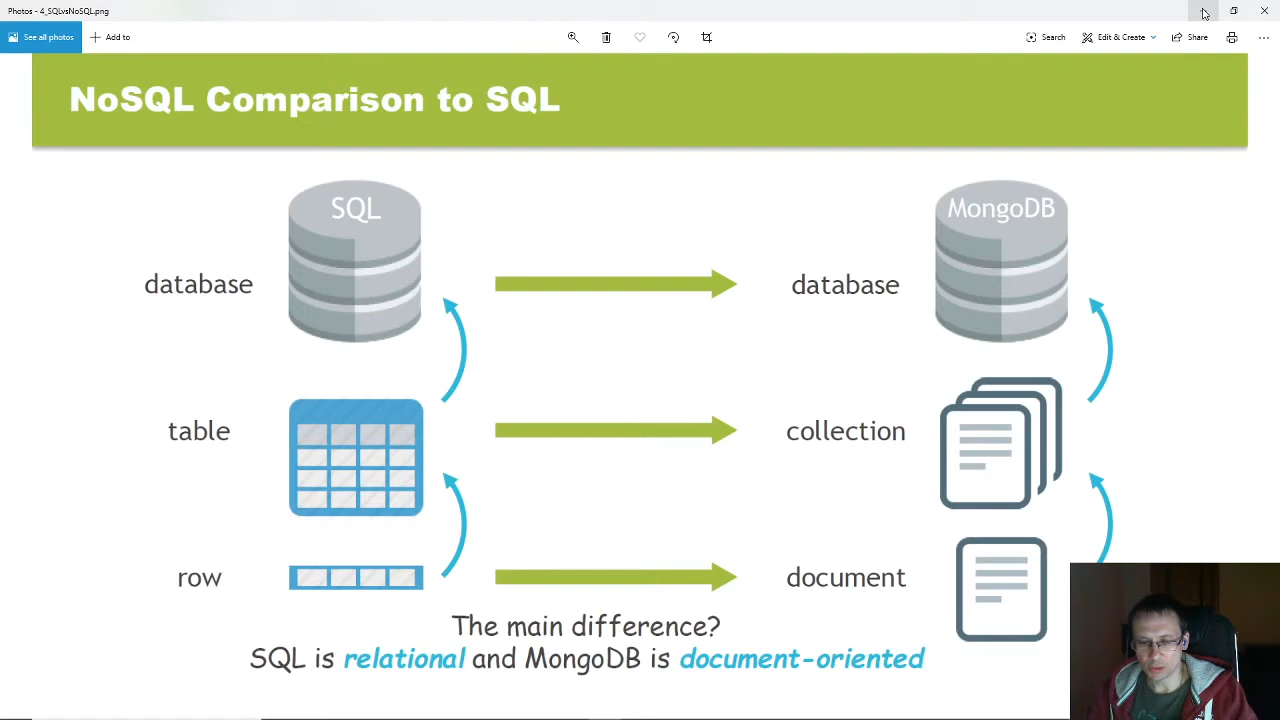 Photos - 4_SQLvsNoSQL.png
See all photos
Add to
Search
Edit & Create
Share
NoSQL Comparison to SQL
SQL
MongoDB
database
database
table
collection
row
document
The main difference?
SQL is relational and MongoDB is document-oriented